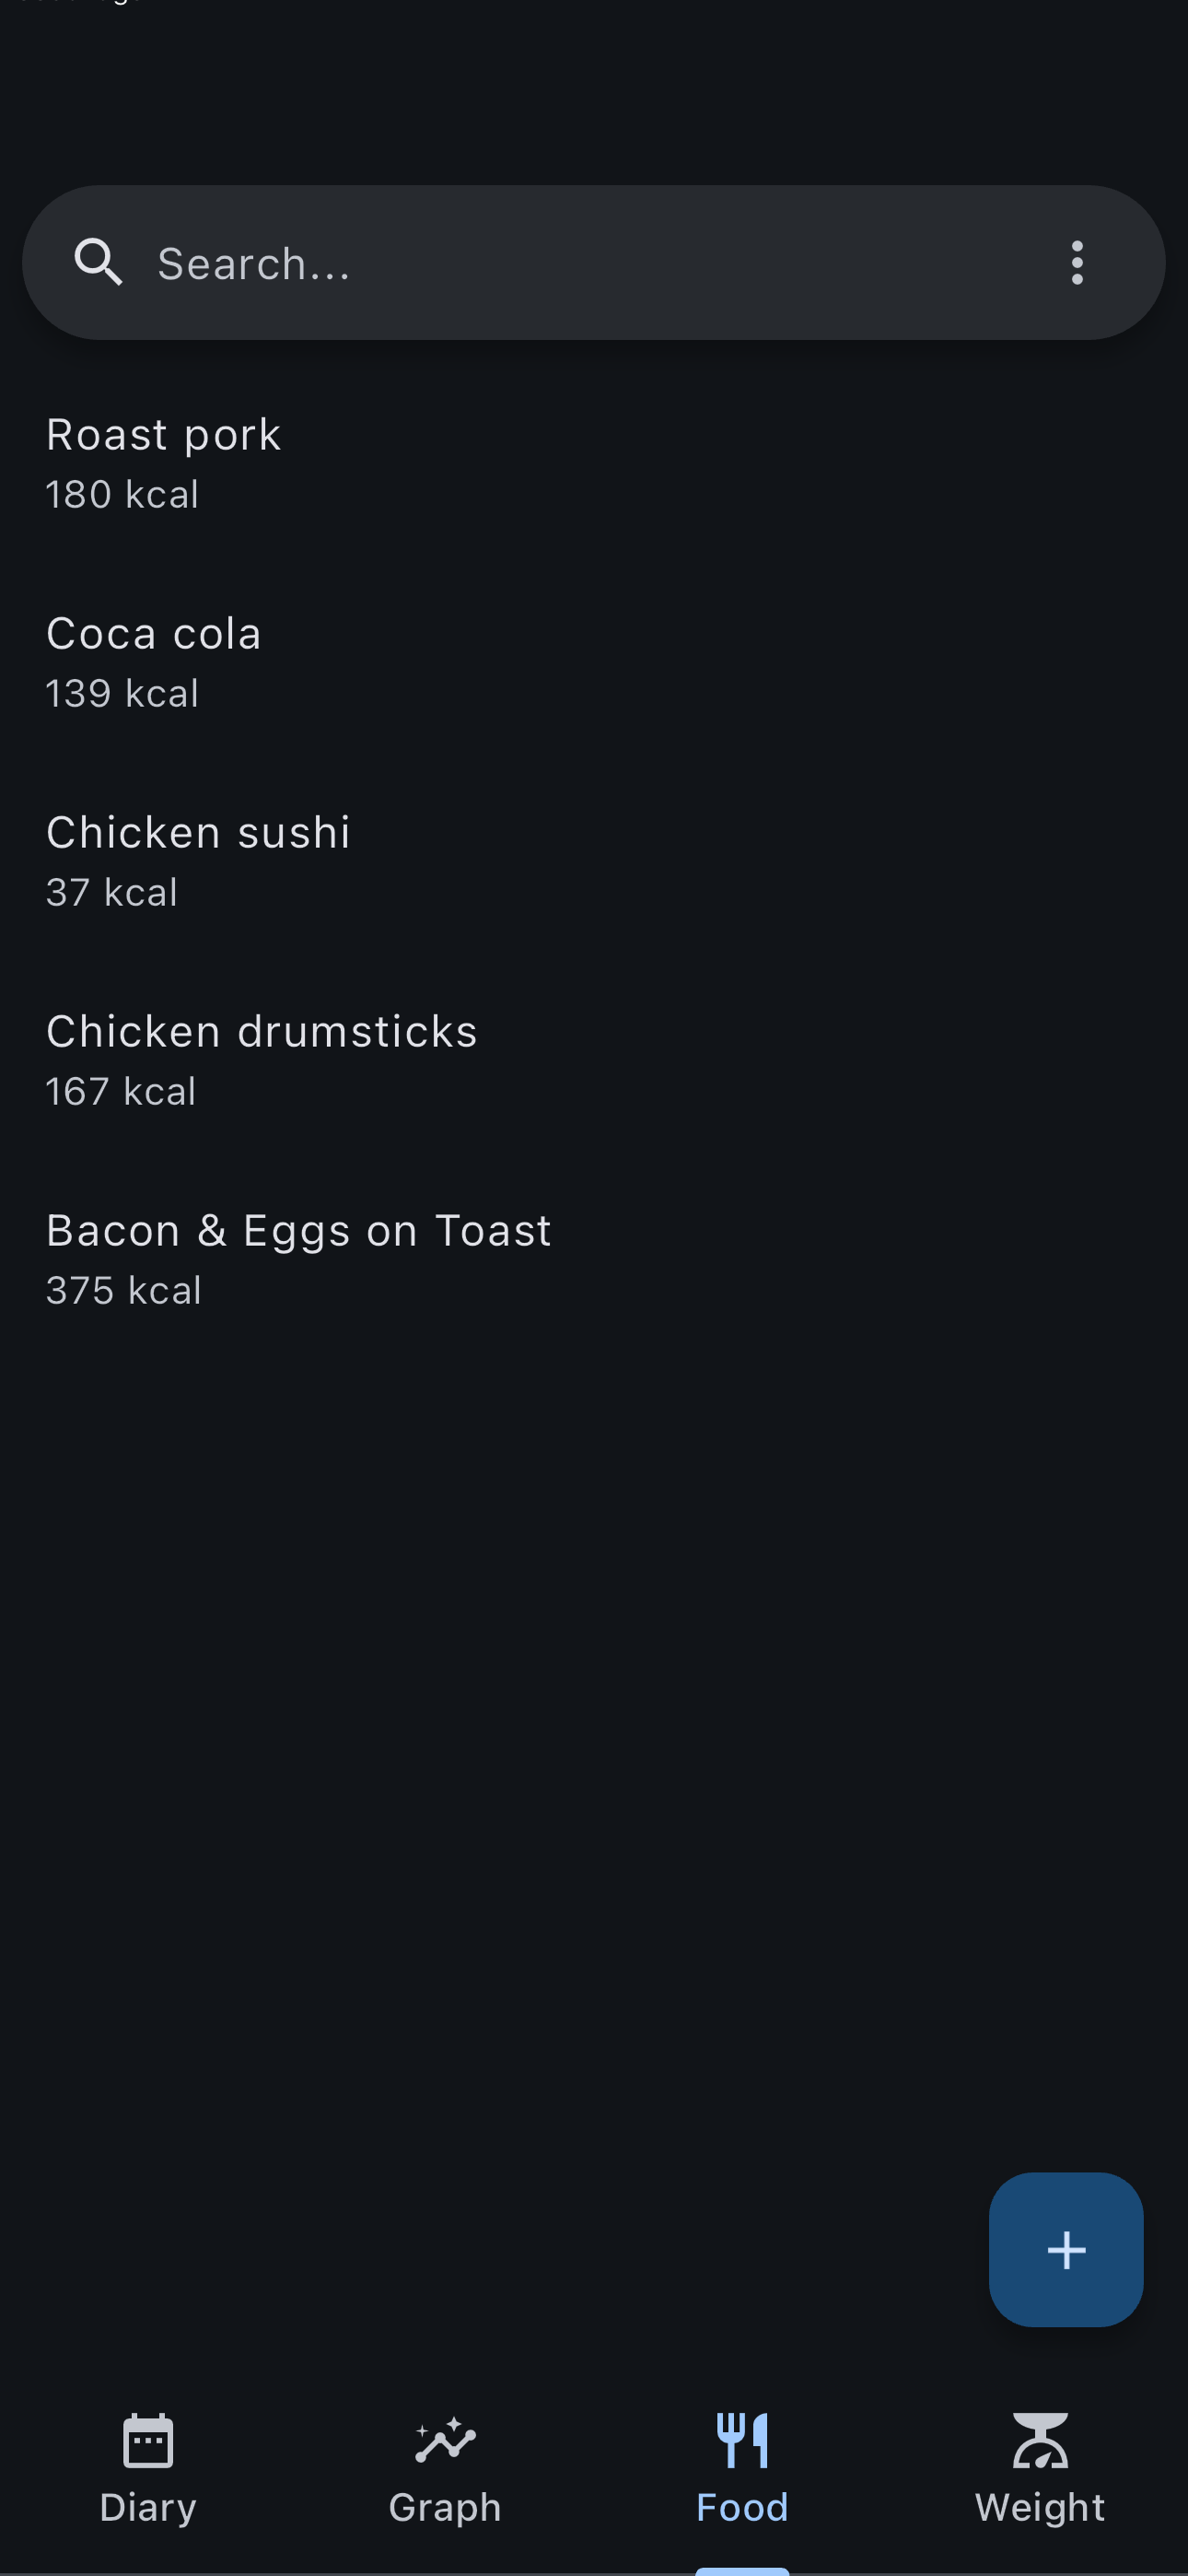 Search...
Roast pork
180 kcal
Coca cola
139 kcal
Chicken sushi
37 kcal
Chicken drumsticks
167 kcal
Bacon & Eggs on Toast
375 kcal
Diary
Graph
Food
Weight